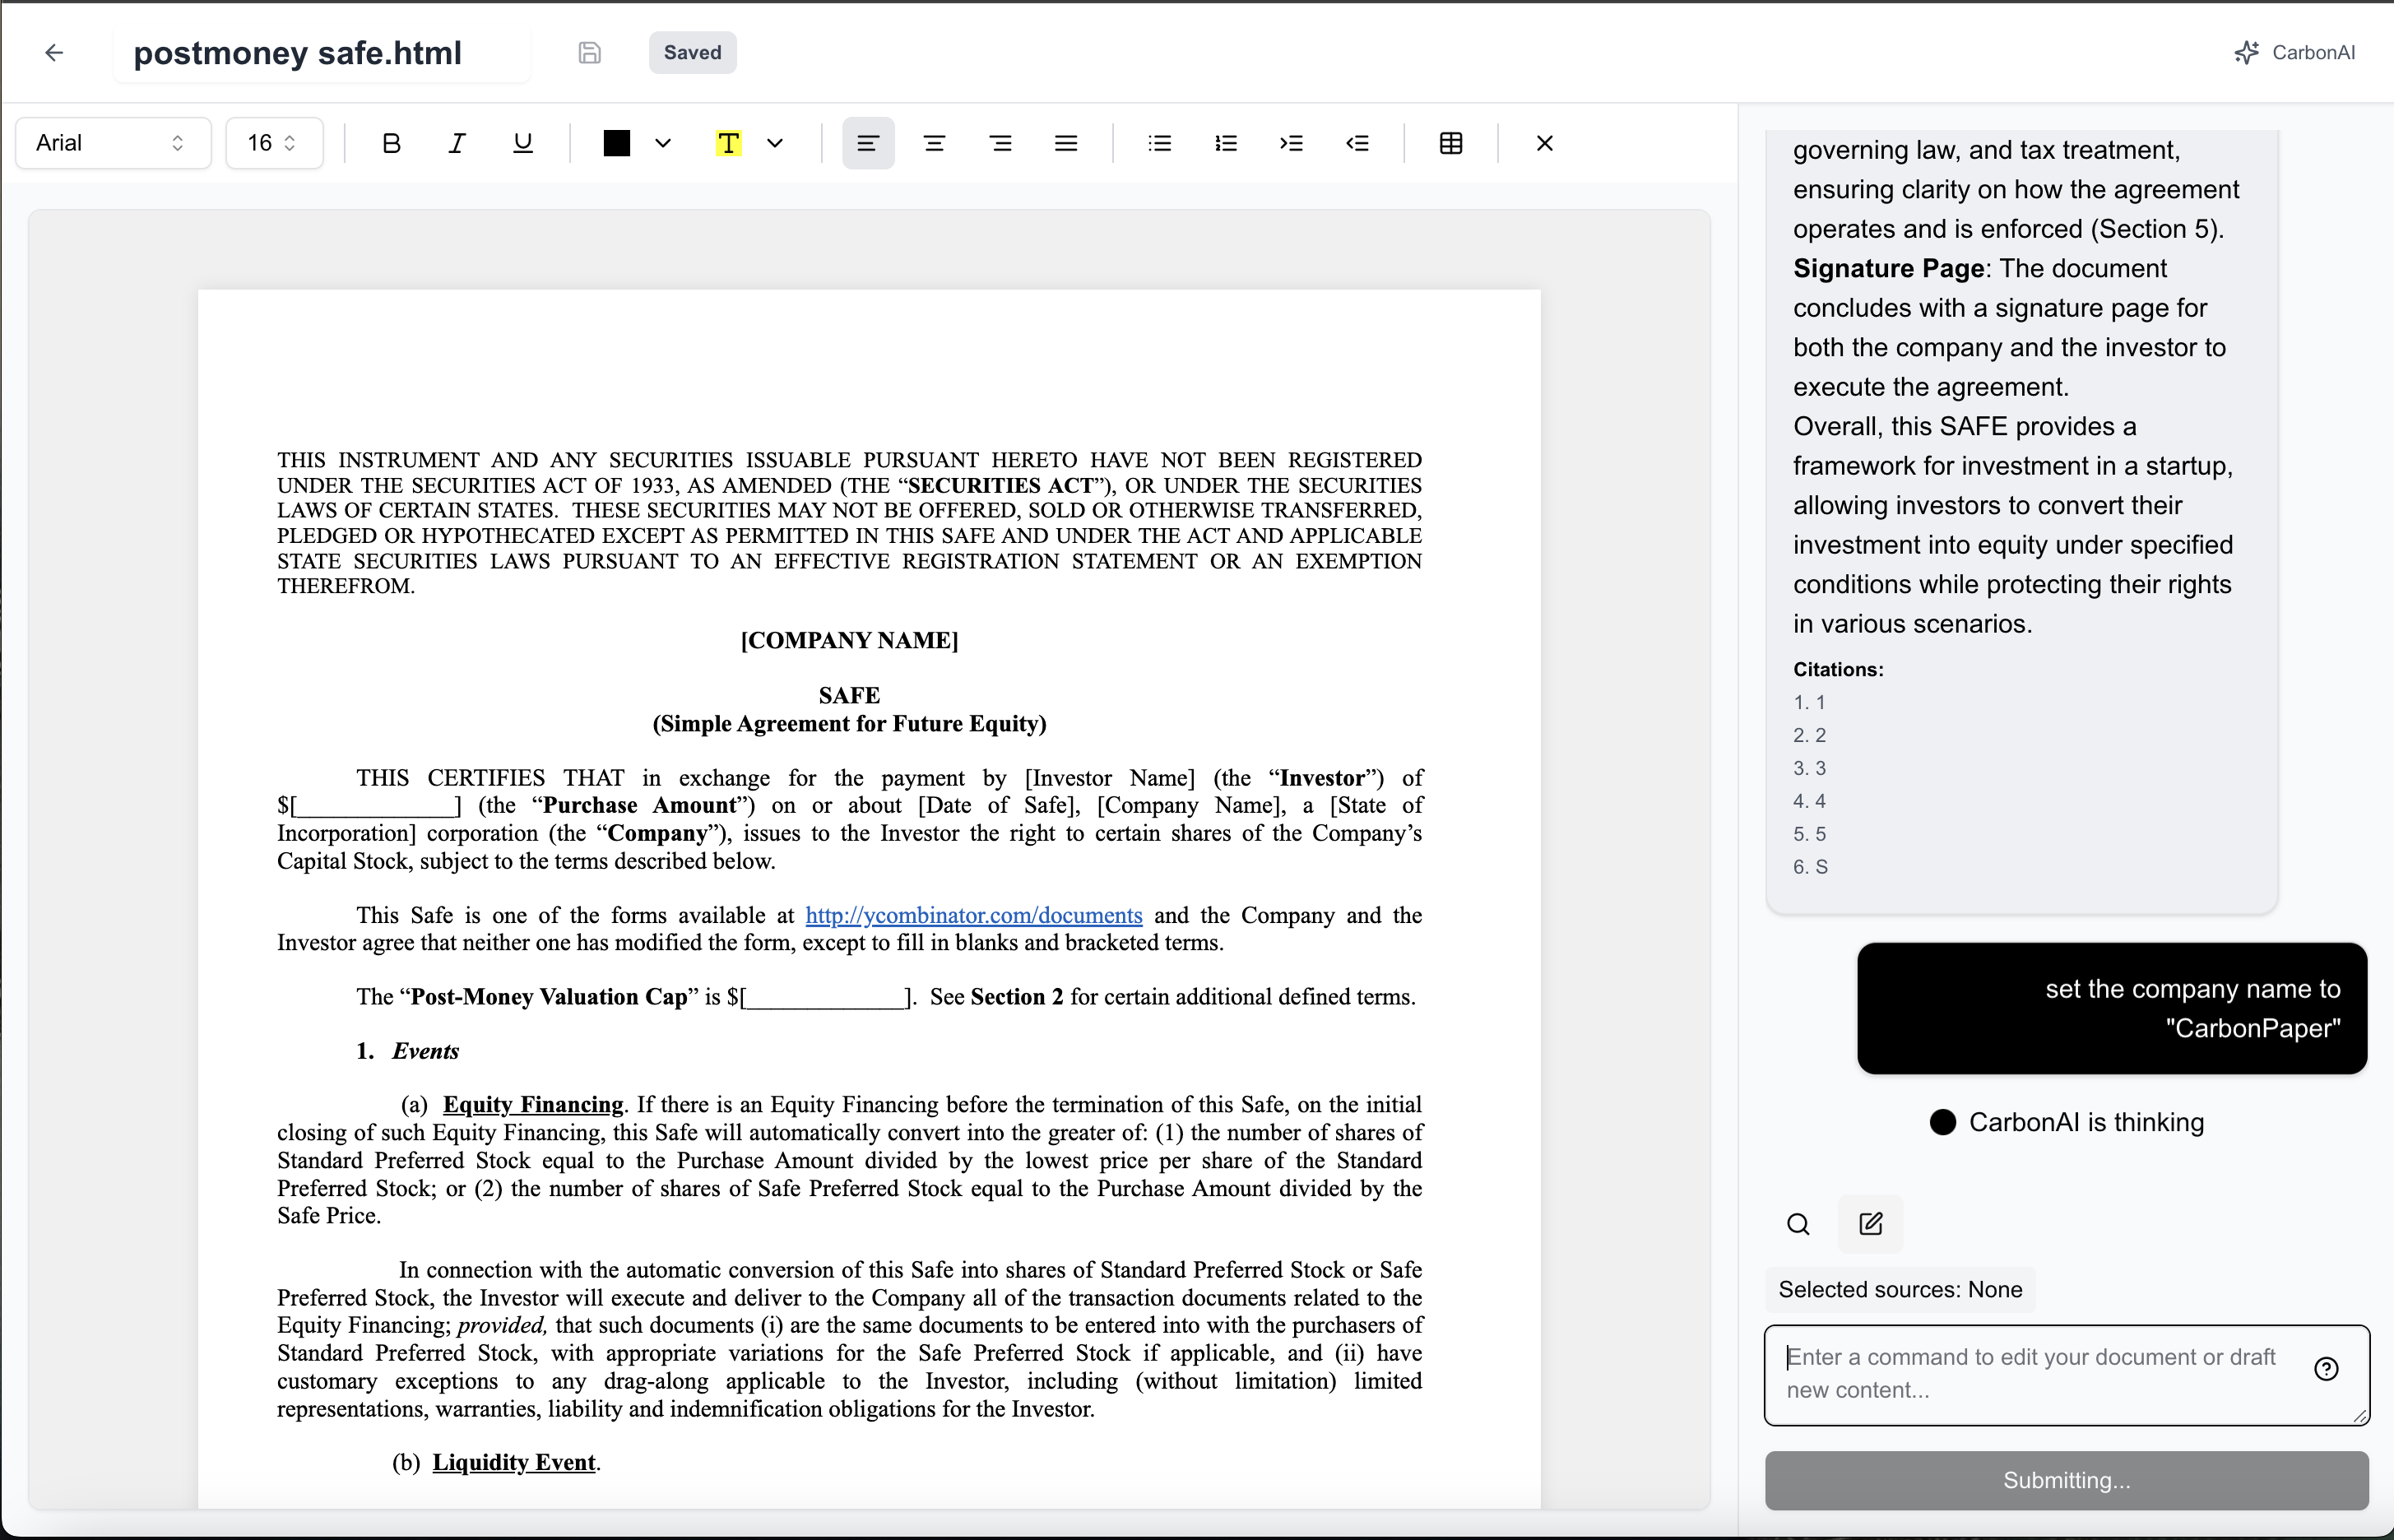 postmoney safe.html
Saved
CarbonAI
Arial
16
THIS INSTRUMENT AND ANY SECURITIES ISSUABLE PURSUANT HERETO HAVE NOT BEEN REGISTERED
UNDER THE SECURITIES ACT OF 1933, AS AMENDED (THE “SECURITIES ACT”), OR UNDER THE SECURITIES
LAWS OF CERTAIN STATES.  THESE SECURITIES MAY NOT BE OFFERED, SOLD OR OTHERWISE TRANSFERRED,
PLEDGED OR HYPOTHECATED EXCEPT AS PERMITTED IN THIS SAFE AND UNDER THE ACT AND APPLICABLE
STATE SECURITIES LAWS PURSUANT TO AN EFFECTIVE REGISTRATION STATEMENT OR AN EXEMPTION
THEREFROM.
[COMPANY NAME]
SAFE
(Simple Agreement for Future Equity)
THIS CERTIFIES THAT in exchange for the payment by [Investor Name] (the “Investor”) of
$[_____________] (the “Purchase Amount”) on or about [Date of Safe], [Company Name], a [State of
Incorporation] corporation (the “Company”), issues to the Investor the right to certain shares of the Company’s
Capital Stock, subject to the terms described below.
This Safe is one of the forms available at http://ycombinator.com/documents and the Company and the
Investor agree that neither one has modified the form, except to fill in blanks and bracketed terms.
The “Post-Money Valuation Cap” is $[_____________].  See Section 2 for certain additional defined terms.
1. Events
(a) Equity Financing. If there is an Equity Financing before the termination of this Safe, on the initial
closing of such Equity Financing, this Safe will automatically convert into the greater of: (1) the number of shares of
Standard Preferred Stock equal to the Purchase Amount divided by the lowest price per share of the Standard
Preferred Stock; or (2) the number of shares of Safe Preferred Stock equal to the Purchase Amount divided by the
Safe Price.
In connection with the automatic conversion of this Safe into shares of Standard Preferred Stock or Safe
Preferred Stock, the Investor will execute and deliver to the Company all of the transaction documents related to the
Equity Financing; provided, that such documents (i) are the same documents to be entered into with the purchasers of
Standard Preferred Stock, with appropriate variations for the Safe Preferred Stock if applicable, and (ii) have
customary exceptions to any drag-along applicable to the Investor, including (without limitation) limited
representations, warranties, liability and indemnification obligations for the Investor.
(b) Liquidity Event.
governing law, and tax treatment,
ensuring clarity on how the agreement
operates and is enforced (Section 5).
Signature Page: The document
concludes with a signature page for
both the company and the investor to
execute the agreement.
Overall, this SAFE provides a
framework for investment in a startup,
allowing investors to convert their
investment into equity under specified
conditions while protecting their rights
in various scenarios.
Citations:
1. 1
2. 2
3. 3
4. 4
5. 5
6. S
set the company name to
"CarbonPaper"
CarbonAI is thinking
Selected sources: None
Enter a command to edit your document or draft
new content...
Submitting...